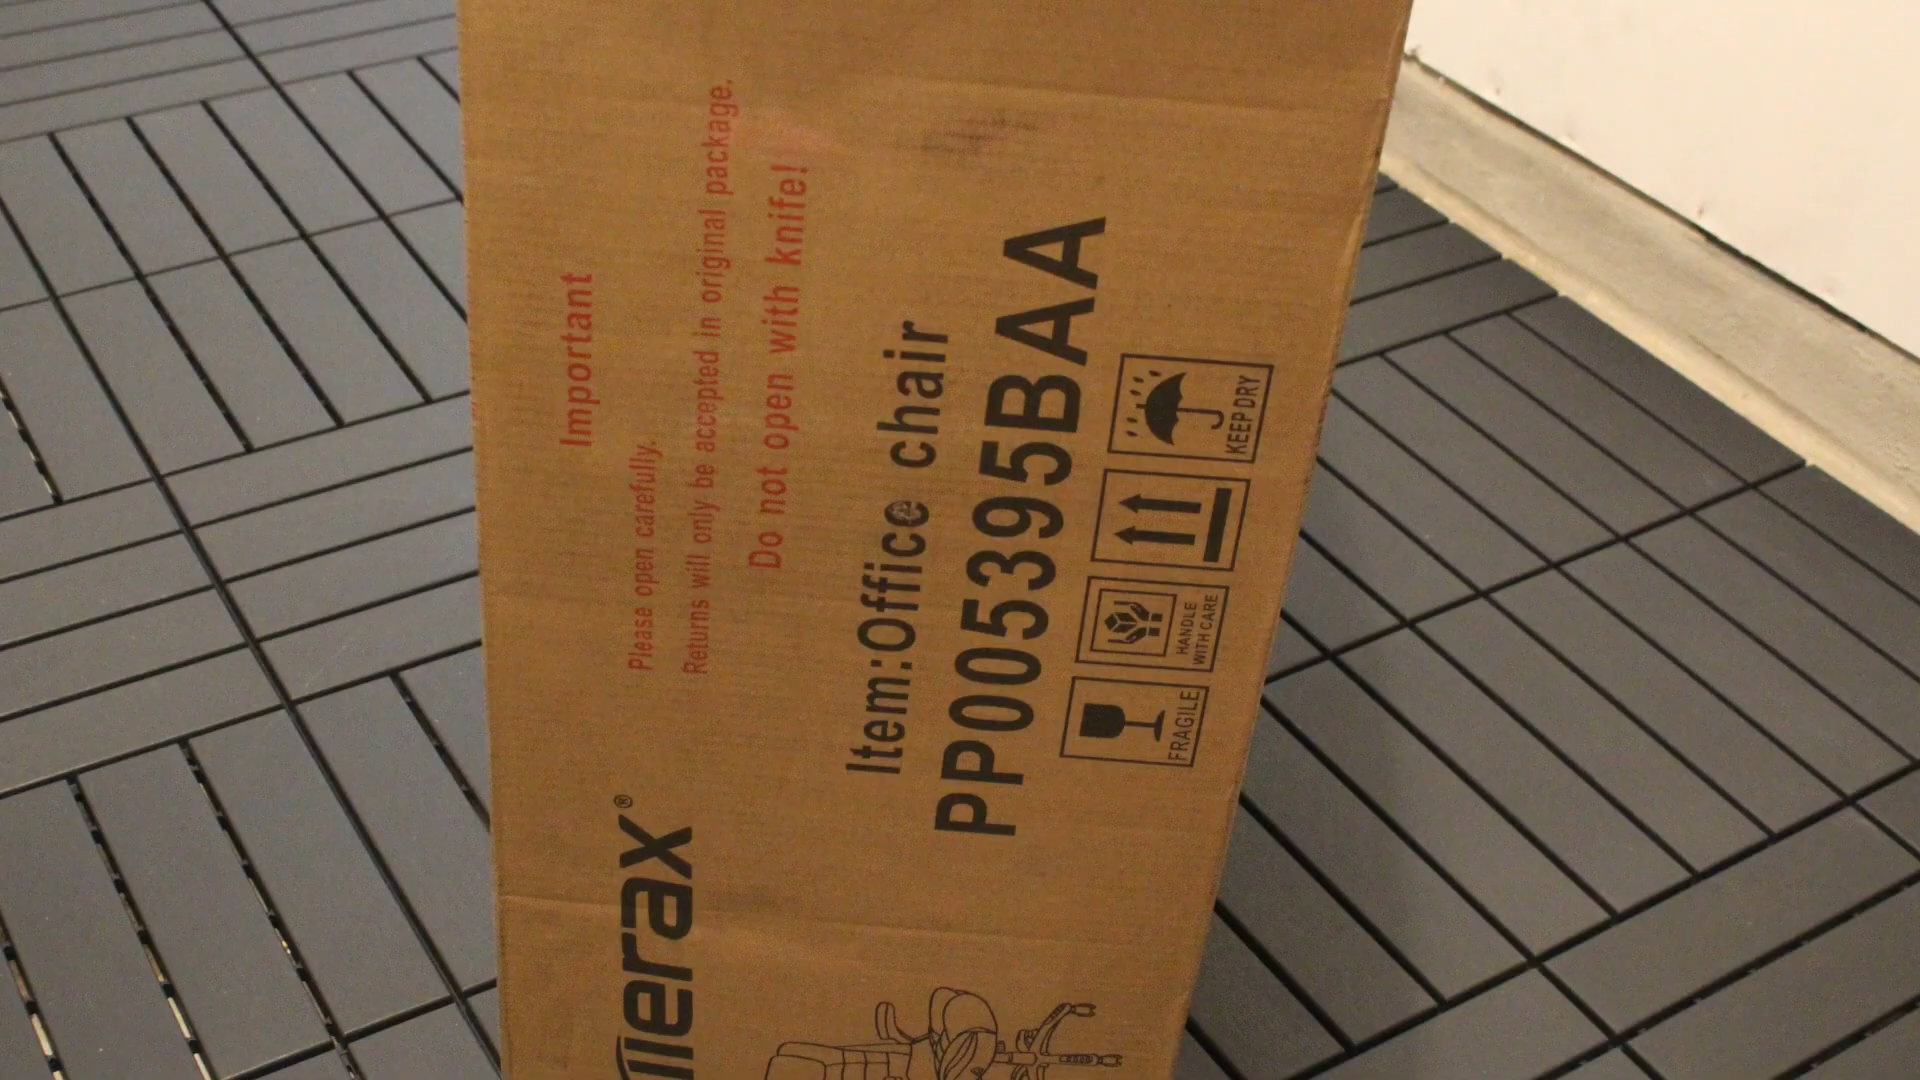 Important
Please open carefully.
Returns will only be accepted in original package.
Do not open with knife!
Item:Office chair
PP005395BAA
FRAGILE
HANDLE
WITH CARE
KEEP DRY
®